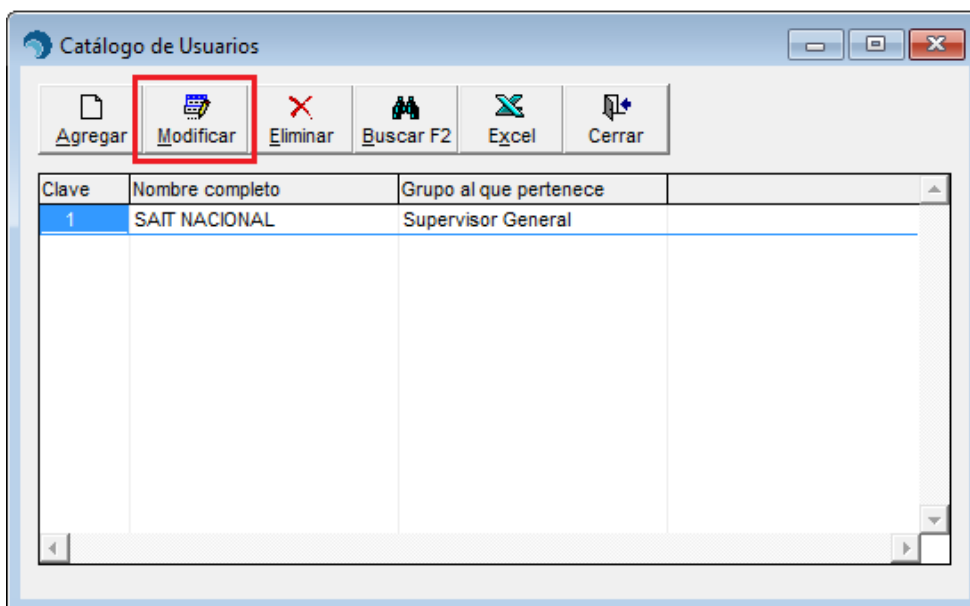 Catálogo de Usuarios
Agregar Modificar Eliminar Buscar F2 Excel Cerrar
Clave Nombre completo Grupo al que pertenece
1 SAIT NACIONAL Supervisor General